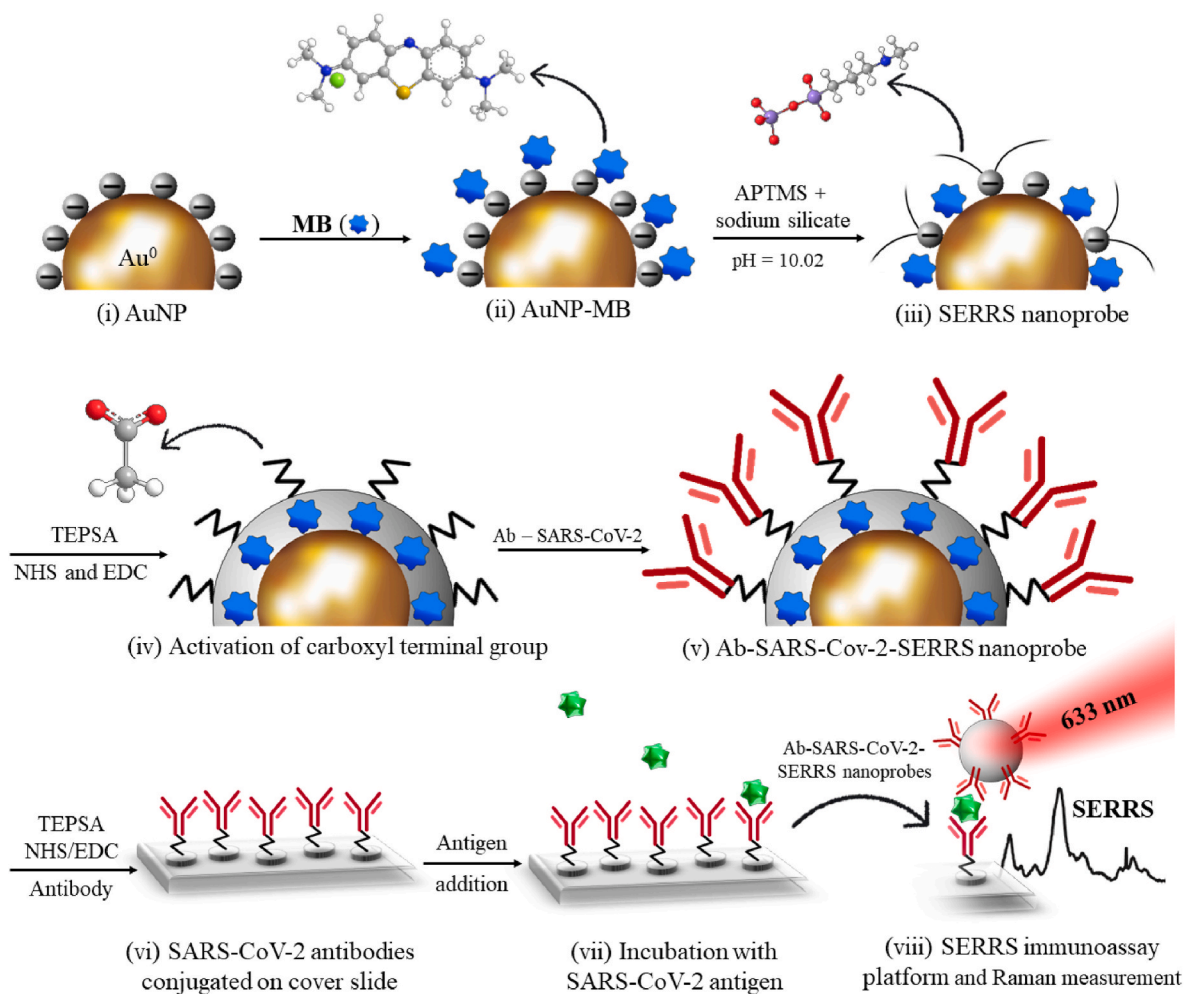 Au⁰
MB ( )
APTMS +
sodium silicate
pH = 10.02
(i) AuNP
(ii) AuNP-MB
(iii) SERRS nanoprobe
TEPSA
NHS and EDC
Ab – SARS-CoV-2
(iv) Activation of carboxyl terminal group
(v) Ab-SARS-Cov-2-SERRS nanoprobe
633 nm
Ab-SARS-CoV-2-
SERRS nanoprobes
SERRS
TEPSA
NHS/EDC
Antibody
Antigen
addition
(vi) SARS-CoV-2 antibodies
conjugated on cover slide
(vii) Incubation with
SARS-CoV-2 antigen
(viii) SERRS immunoassay
platform and Raman measurement